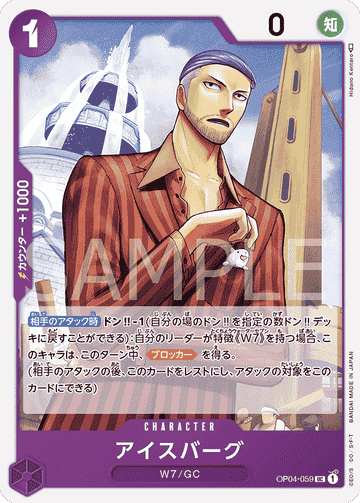 1
0
知
Hidano Kentaro
カウンター +1000
SAMPLE
相手のアタック時 ドン!!-1(自分の場のドン!!を指定の数ドン!!デッ
キに戻すことができる):自分のリーダーが特徴《W7》を持つ場合、こ
のキャラは、このターン中、ブロッカー を得る。
(相手のアタックの後、このカードをレストにし、アタックの対象をこの
カードにできる)
CHARACTER
アイスバーグ
W7/GC
OP04-059 UC 1
©E.O./S. ©O./S.F.T BANDAI MADE IN JAPAN